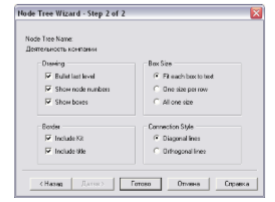 Node Tree Wizard - Step 2 of 2
Node Tree Name:
Деятельность компании
Drawing
Bullet last level
Show node numbers
Show boxes
Box Size
Fit each box to text
One size per row
All one size
Border
Include Kit
Include title
Connection Style
Diagonal lines
Orthogonal lines
< Назад
Далее >
Готово
Отмена
Справка